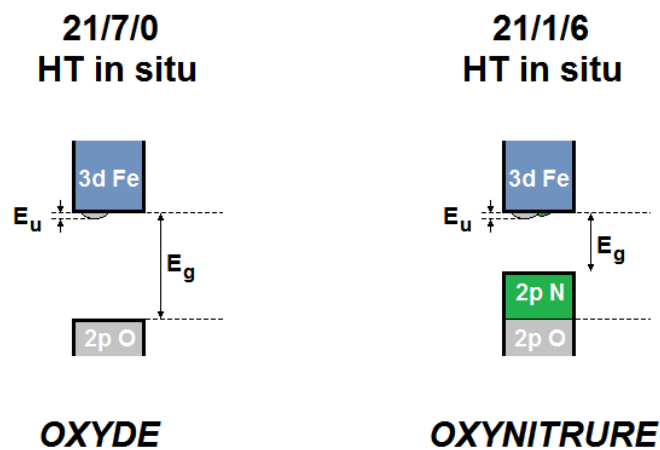 21/7/0
HT in situ
3d Fe
Eu
Eg
2p O
OXYDE
21/1/6
HT in situ
3d Fe
Eu
Eg
2p N
2p O
OXYNITRURE